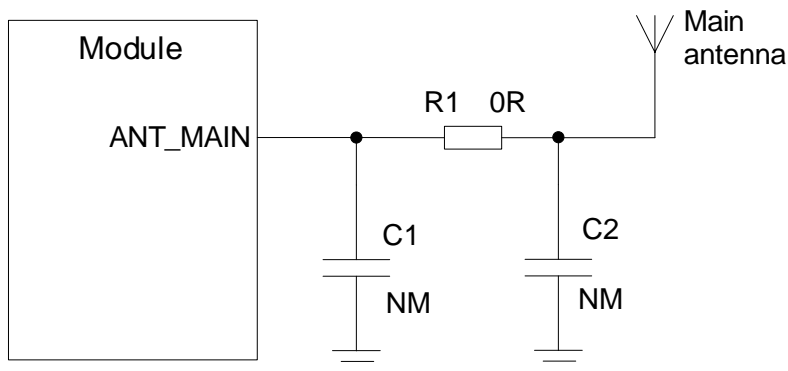 Main
antenna
Module
R1 0R
ANT_MAIN
C1
C2
NM
NM